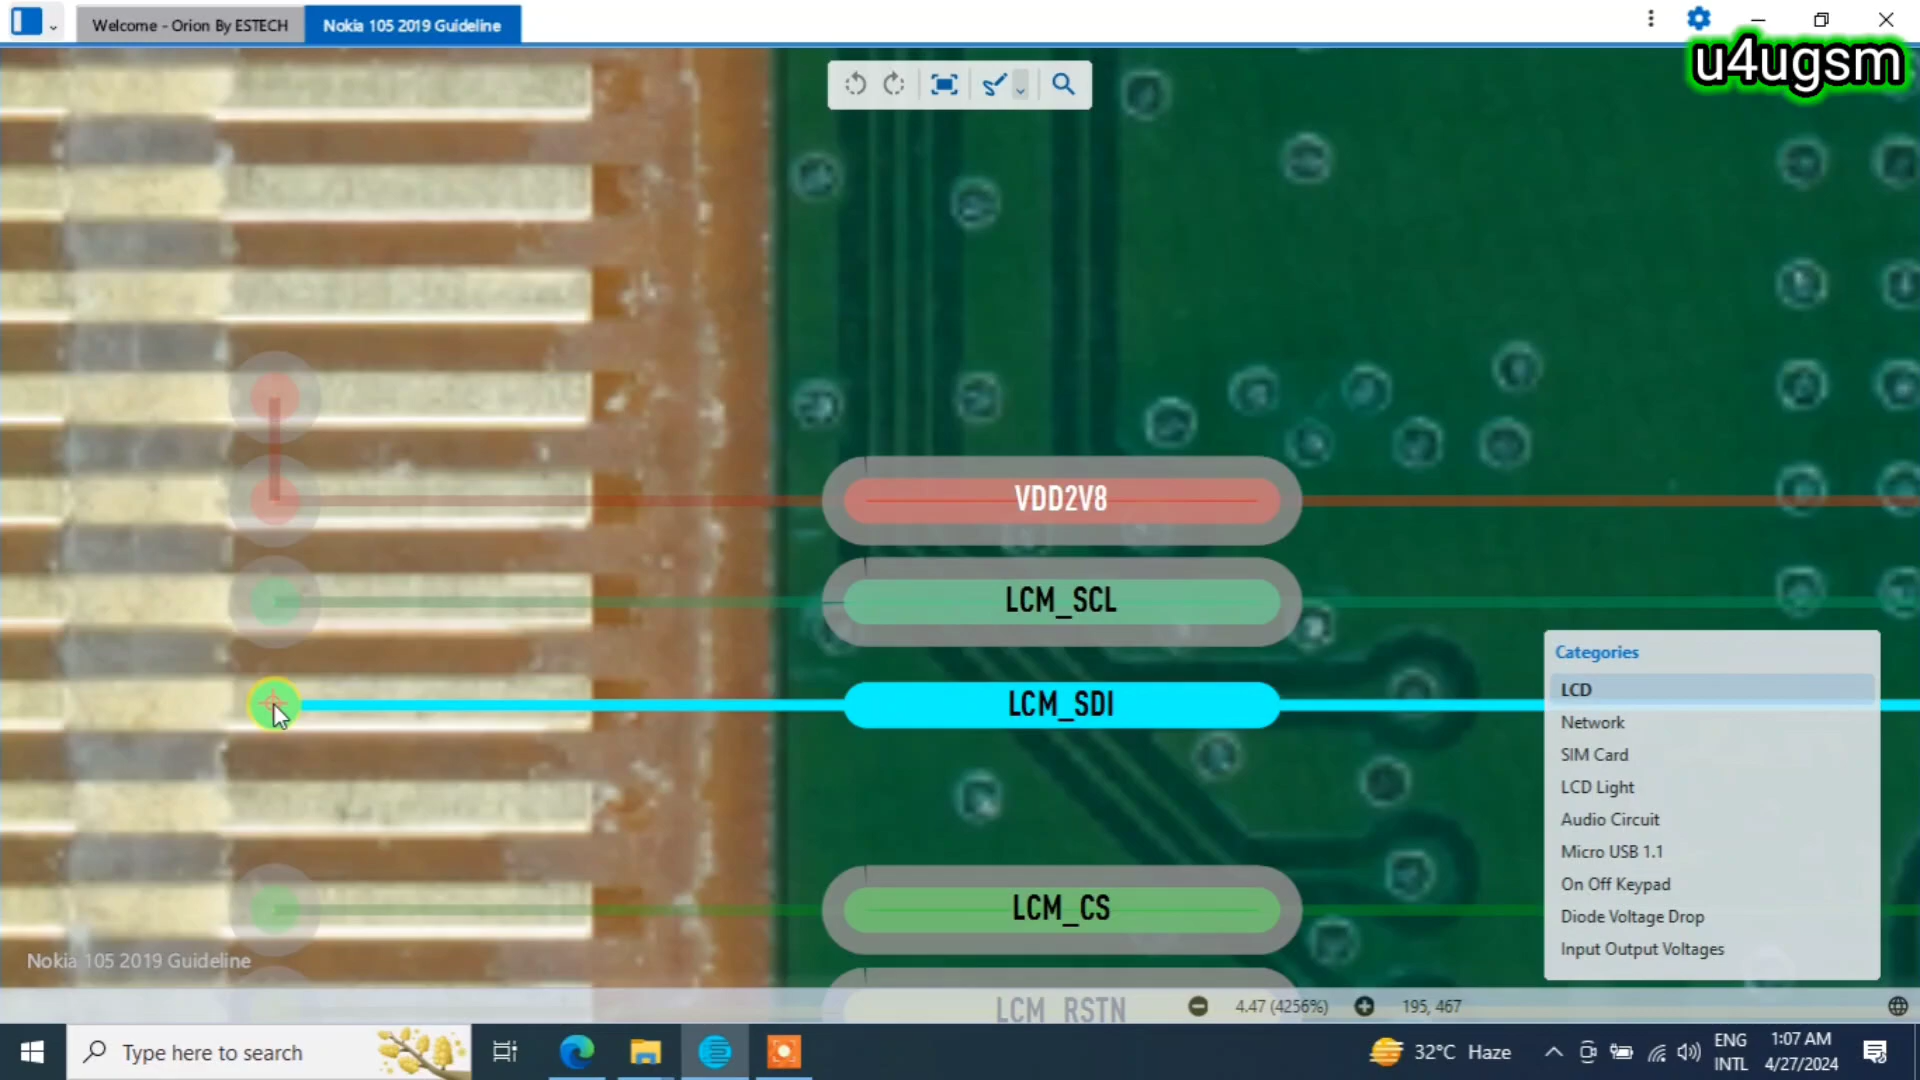 Welcome - Orion By ESTECH
Nokia 105 2019 Guideline
u4ugsm
VDD2V8
LCM_SCL
LCM_SDI
LCM_CS
LCM_RSTN
Categories
LCD
Network
SIM Card
LCD Light
Audio Circuit
Micro USB 1.1
On Off Keypad
Diode Voltage Drop
Input Output Voltages
Nokia 105 2019 Guideline
4.47 (4256%)
195, 467
Type here to search
32°C Haze
ENG
INTL
1:07 AM
4/27/2024